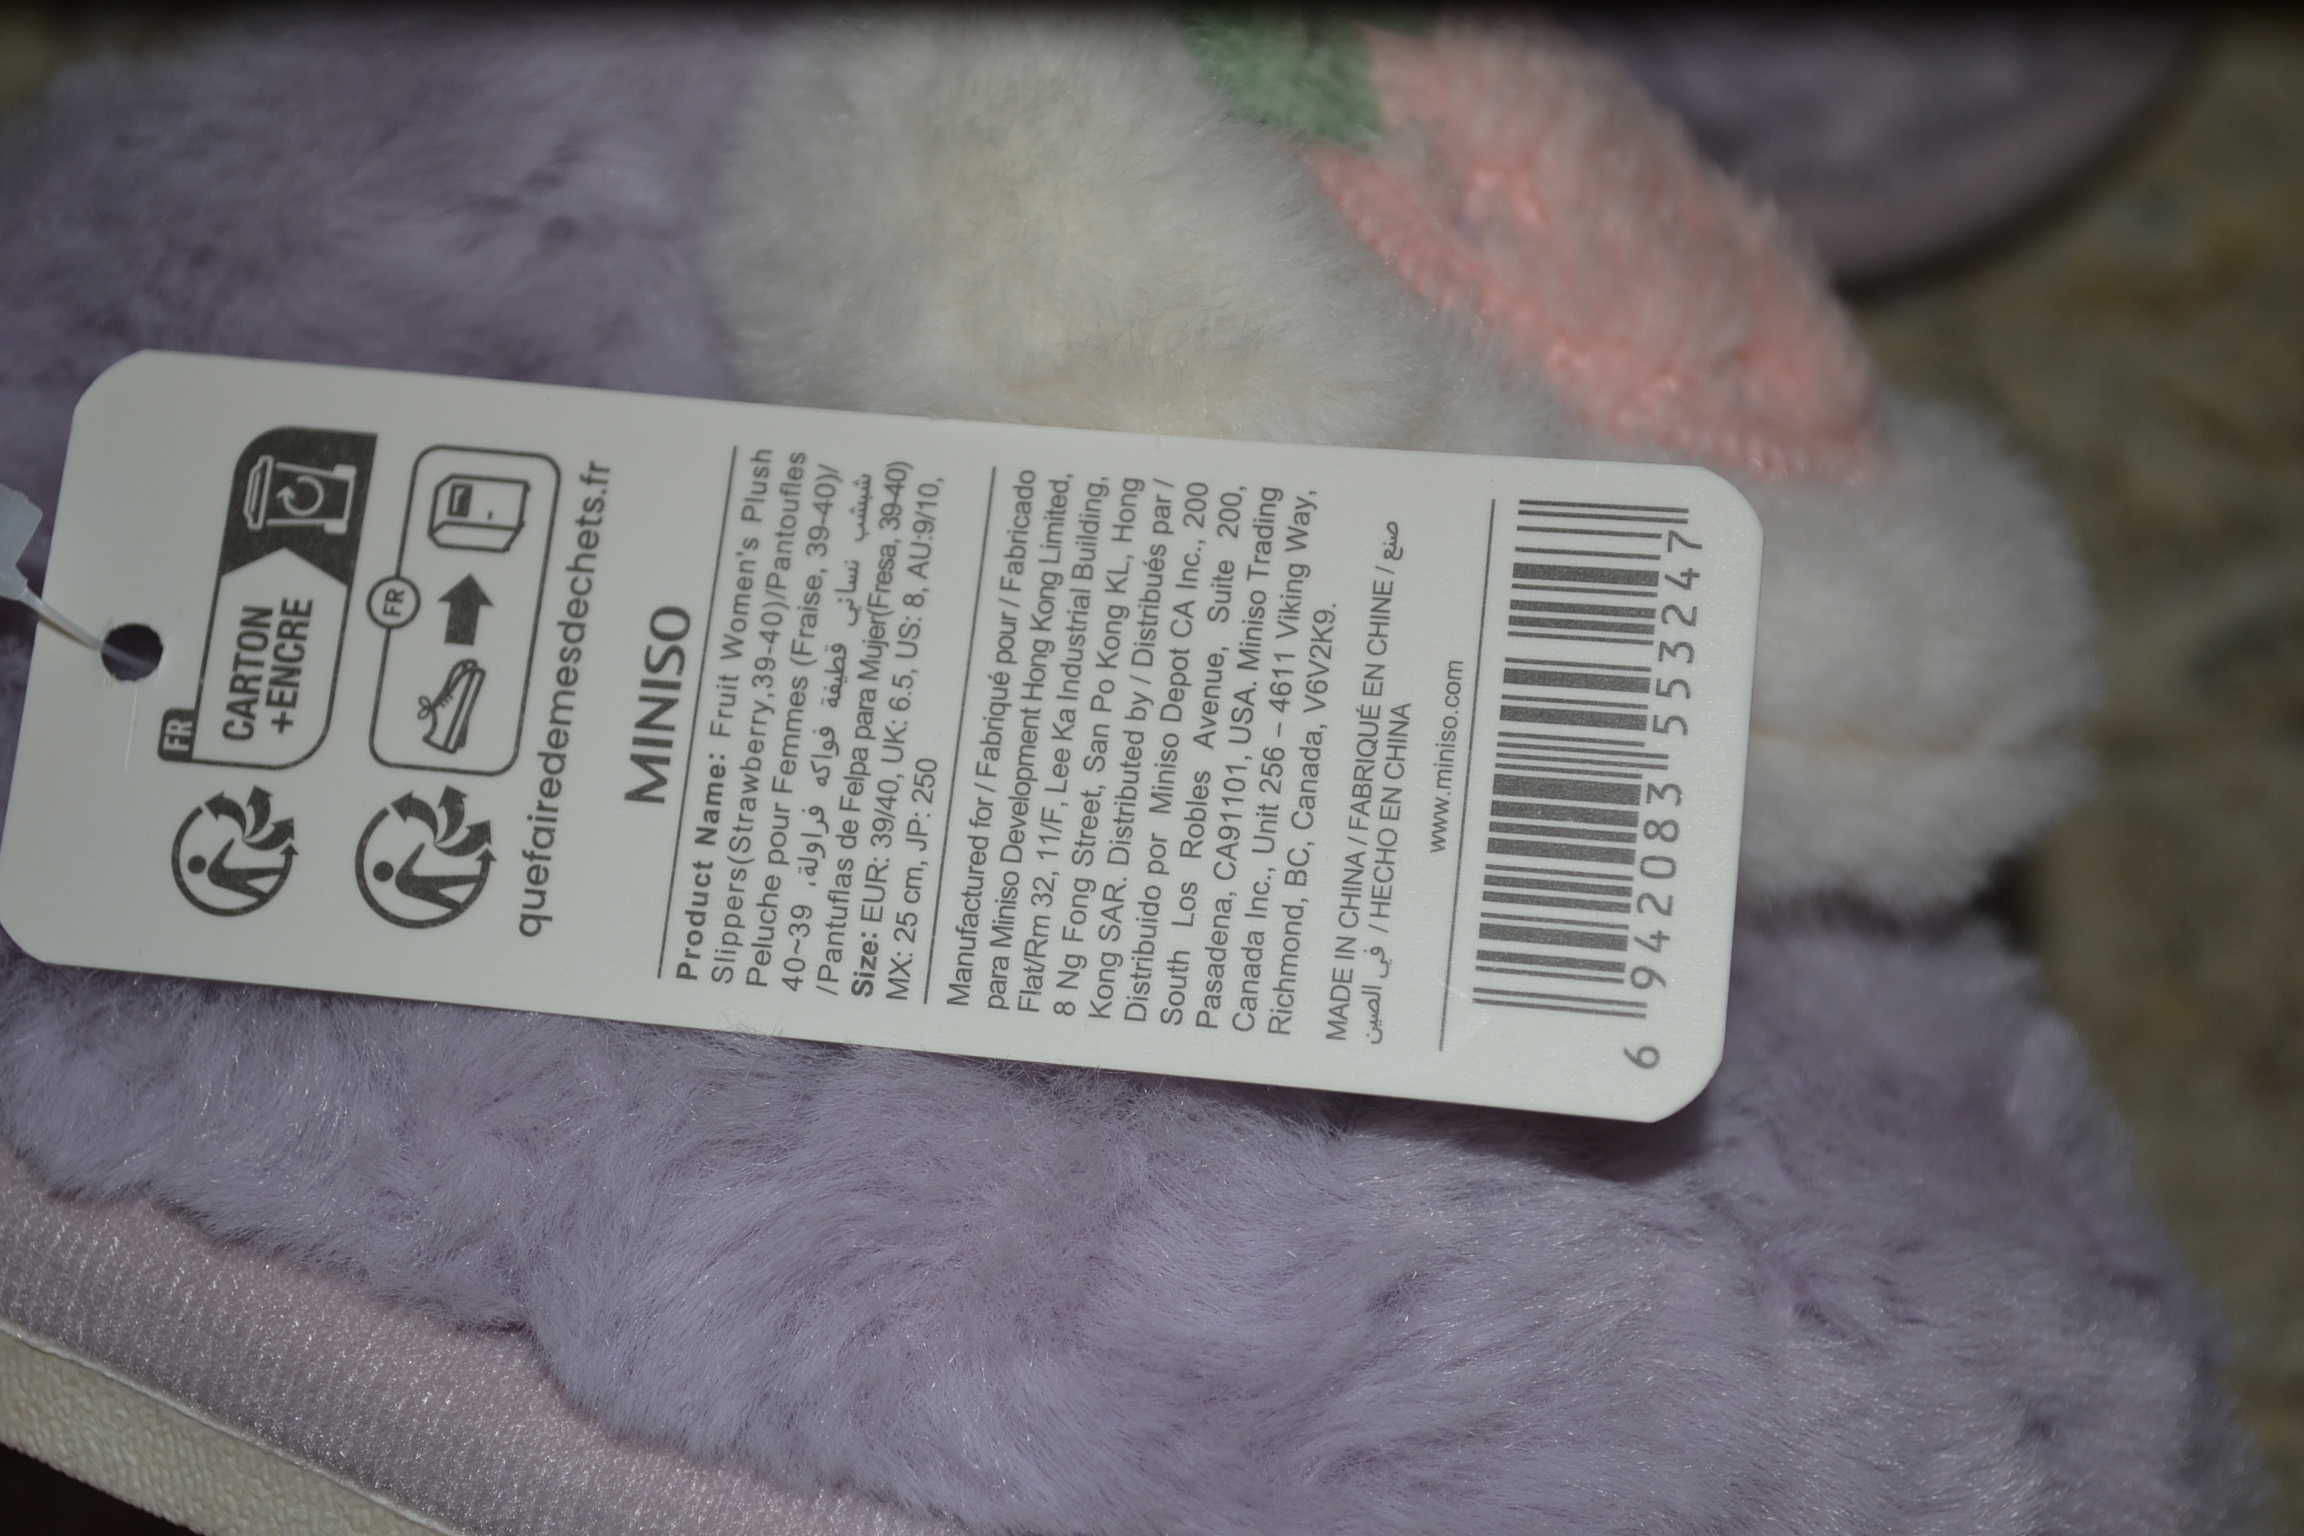 FR
CARTON
+ENCRE
FR
quefairedemesdechets.fr
MINISO
Product Name: Fruit Women's Plush
Slippers(Strawberry,39-40)/Pantoufles
Peluche pour Femmes (Fraise, 39-40)/
شبشب نسائي قطيفة فواكه فراولة، 39~40
/Pantuflas de Felpa para Mujer(Fresa, 39-40)
Size: EUR: 39/40, UK: 6.5, US: 8, AU:9/10,
MX: 25 cm, JP: 250
Manufactured for / Fabriqué pour / Fabricado
para Miniso Development Hong Kong Limited,
Flat/Rm 32, 11/F, Lee Ka Industrial Building,
8 Ng Fong Street, San Po Kong KL, Hong
Kong SAR. Distributed by / Distribués par /
Distribuido por Miniso Depot CA Inc., 200
South Los Robles Avenue, Suite 200,
Pasadena, CA91101, USA. Miniso Trading
Canada Inc., Unit 256 – 4611 Viking Way,
Richmond, BC, Canada, V6V2K9.
MADE IN CHINA / FABRIQUÉ EN CHINE / صنع
في الصين / HECHO EN CHINA
www.miniso.com
6 942083 553247